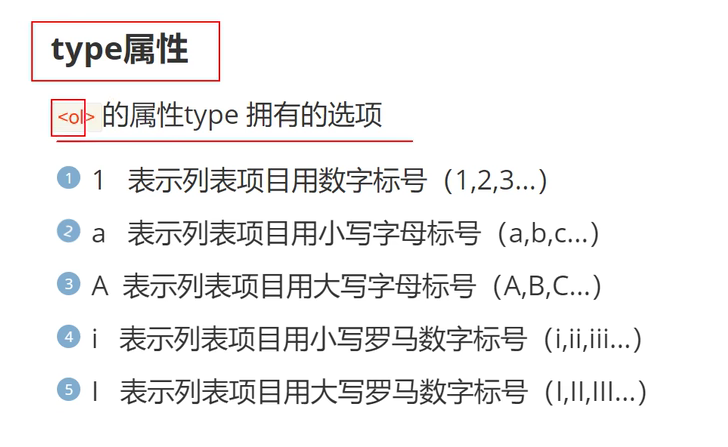 type属性
<ol>的属性type 拥有的选项
1 1 表示列表项目用数字标号（1,2,3...）
2 a 表示列表项目用小写字母标号（a,b,c...）
3 A 表示列表项目用大写字母标号（A,B,C...）
4 i 表示列表项目用小写罗马数字标号（i,ii,iii...）
5 I 表示列表项目用大写罗马数字标号（I,II,III...）